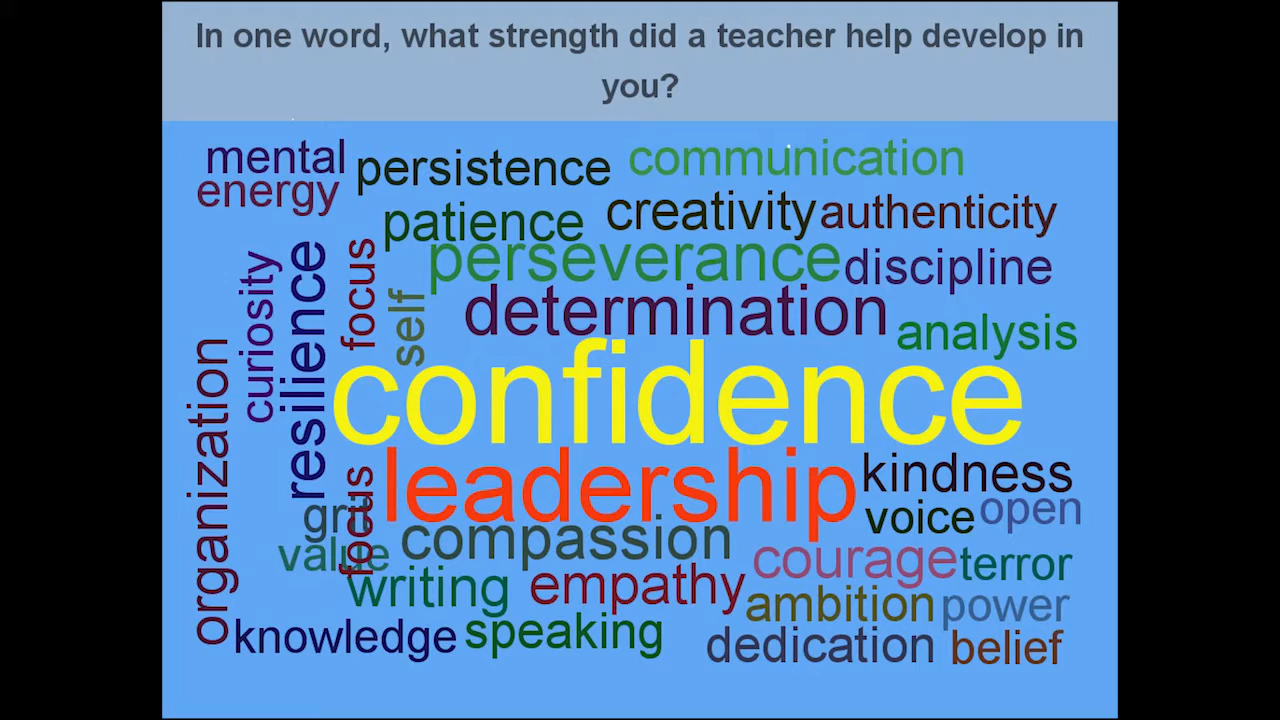 In one word, what strength did a teacher help develop in
you?
mental
persistence
communication
energy
patience
creativity
authenticity
perseverance
discipline
curiosity
resilience
focus
self
determination
analysis
confidence
organization
leadership
kindness
focus
grit
voice
open
value
compassion
courage
terror
writing
empathy
ambition
power
knowledge
speaking
dedication
belief